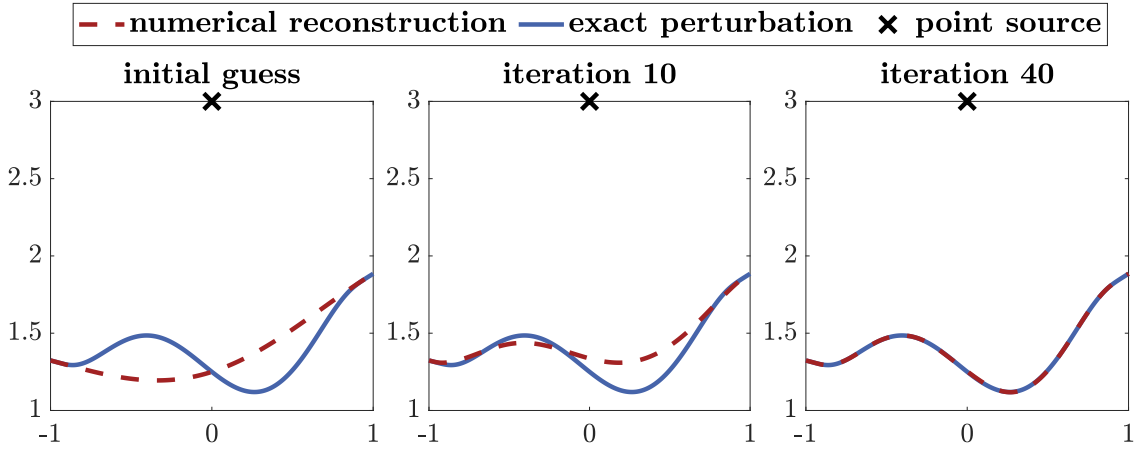 numerical reconstruction exact perturbation point source
initial guess iteration 10 iteration 40
3 3 3
2.5 2.5 2.5
2 2 2
1.5 1.5 1.5
1 1 1
-1 0 1 -1 0 1 -1 0 1